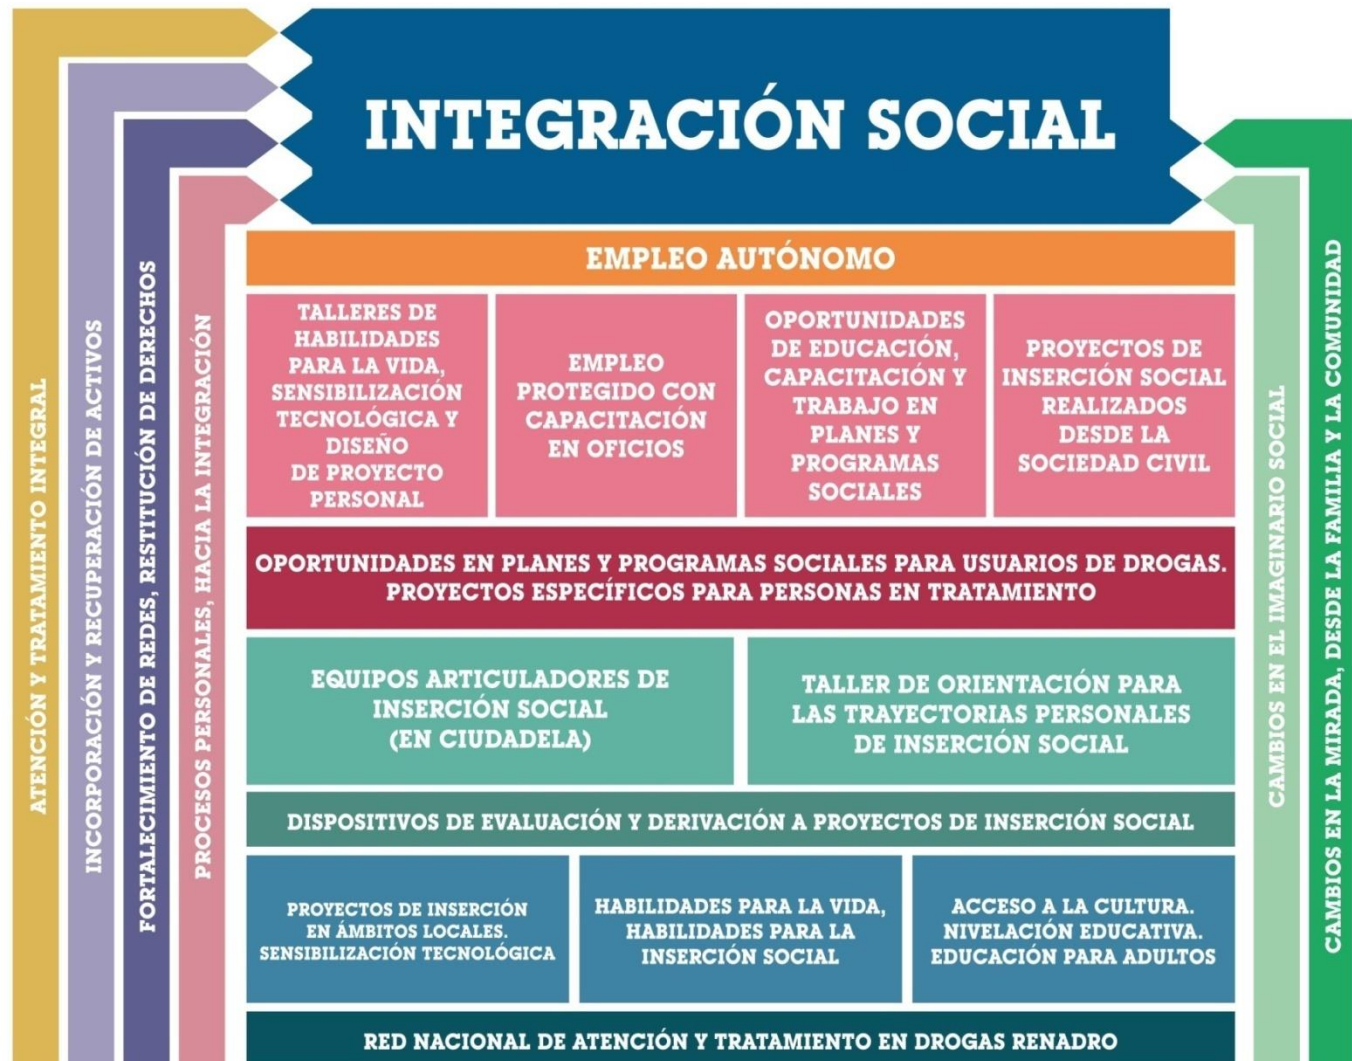 INTEGRACIÓN SOCIAL
EMPLEO AUTÓNOMO
TALLERES DE
HABILIDADES
PARA LA VIDA,
SENSIBILIZACIÓN
TECNOLÓGICA Y
DISEÑO
DE PROYECTO
PERSONAL
EMPLEO
PROTEGIDO CON
CAPACITACIÓN
EN OFICIOS
OPORTUNIDADES
DE EDUCACIÓN,
CAPACITACIÓN Y
TRABAJO EN
PLANES Y
PROGRAMAS
SOCIALES
PROYECTOS DE
INSERCIÓN SOCIAL
REALIZADOS
DESDE LA
SOCIEDAD CIVIL
OPORTUNIDADES EN PLANES Y PROGRAMAS SOCIALES PARA USUARIOS DE DROGAS.
PROYECTOS ESPECÍFICOS PARA PERSONAS EN TRATAMIENTO
EQUIPOS ARTICULADORES DE
INSERCIÓN SOCIAL
(EN CIUDADELA)
TALLER DE ORIENTACIÓN PARA
LAS TRAYECTORIAS PERSONALES
DE INSERCIÓN SOCIAL
DISPOSITIVOS DE EVALUACIÓN Y DERIVACIÓN A PROYECTOS DE INSERCIÓN SOCIAL
PROYECTOS DE INSERCIÓN
EN ÁMBITOS LOCALES.
SENSIBILIZACIÓN TECNOLÓGICA
HABILIDADES PARA LA VIDA,
HABILIDADES PARA LA
INSERCIÓN SOCIAL
ACCESO A LA CULTURA.
NIVELACIÓN EDUCATIVA.
EDUCACIÓN PARA ADULTOS
RED NACIONAL DE ATENCIÓN Y TRATAMIENTO EN DROGAS RENADRO
ATENCIÓN Y TRATAMIENTO INTEGRAL
INCORPORACIÓN Y RECUPERACIÓN DE ACTIVOS
FORTALECIMIENTO DE REDES, RESTITUCIÓN DE DERECHOS
PROCESOS PERSONALES, HACIA LA INTEGRACIÓN
CAMBIOS EN EL IMAGINARIO SOCIAL
CAMBIOS EN LA MIRADA, DESDE LA FAMILIA Y LA COMUNIDAD